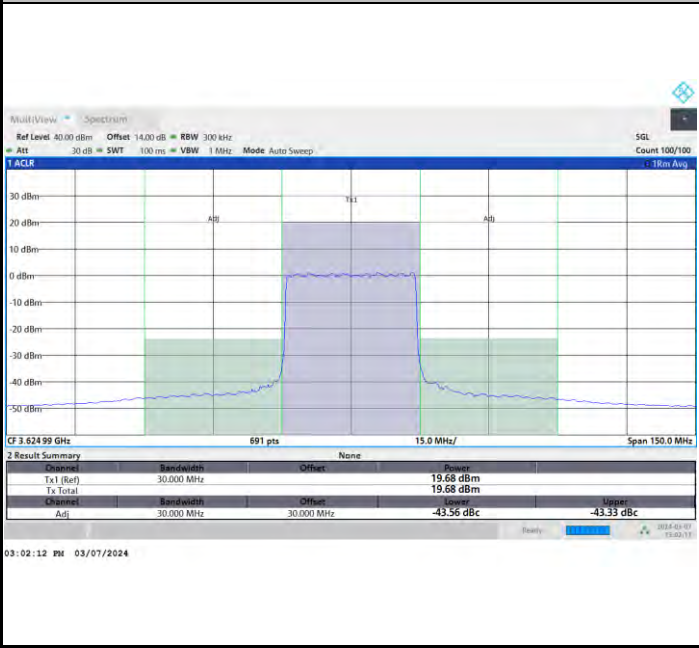 MultiView Spectrum
Ref Level 40.00 dBm Offset 14.00 dB RBW 300 kHz SGL
Att 30 dB SWT 100 ms VBW 1 MHz Mode Auto Sweep Count 100/100
1 ACLR 1Rm Avg
30 dBm
Tx1
20 dBm
Adj Adj
10 dBm
0 dBm
-10 dBm
-20 dBm
-30 dBm
-40 dBm
-50 dBm
CF 3.624 99 GHz 691 pts 15.0 MHz/ Span 150.0 MHz
2 Result Summary None
Channel Bandwidth Offset Power
Tx1 (Ref) 30.000 MHz 19.68 dBm
Tx Total 19.68 dBm
Channel Bandwidth Offset Lower Upper
Adj 30.000 MHz 30.000 MHz -43.56 dBc -43.33 dBc
Ready
03:02:12 PM 03/07/2024